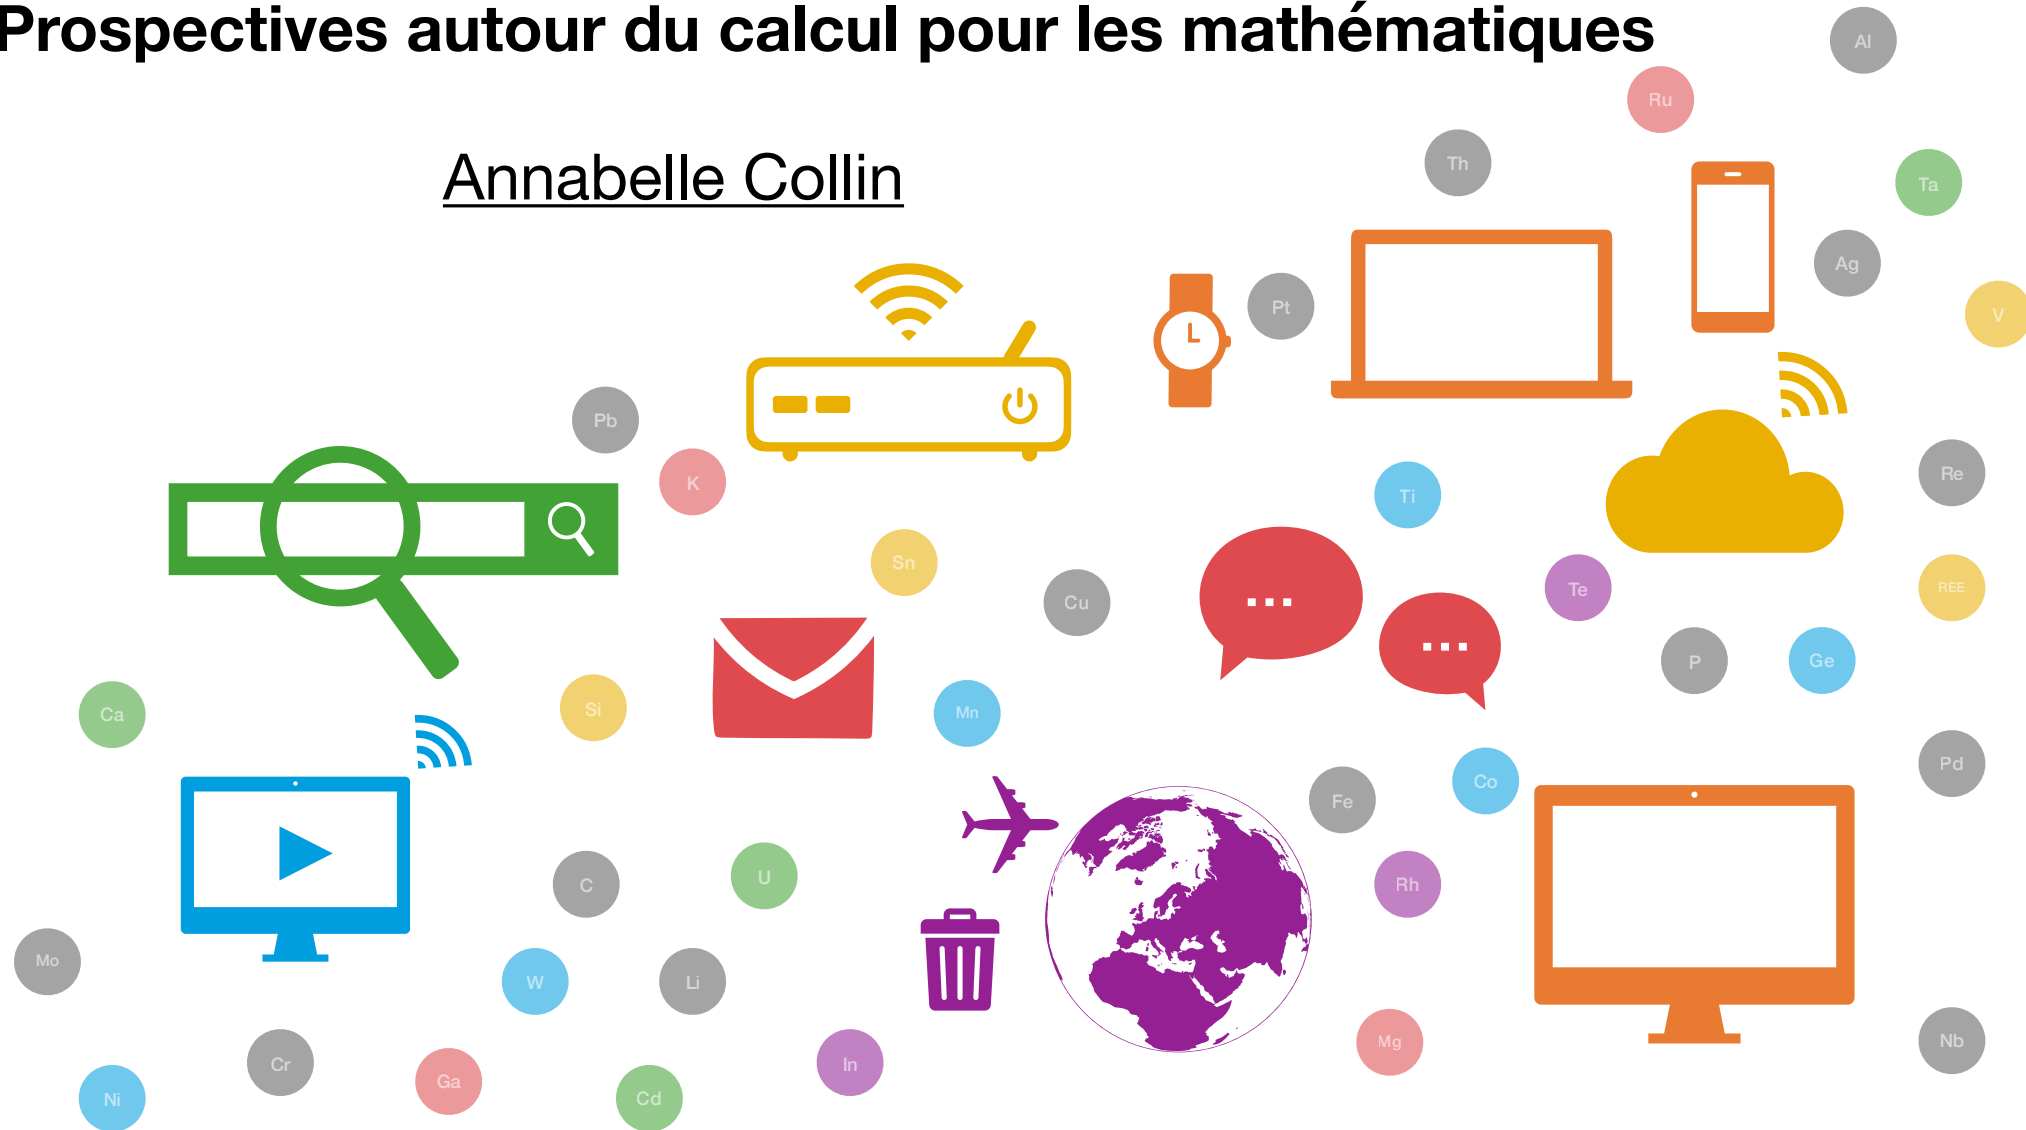 Prospectives autour du calcul pour les mathématiques
Al
Ru
Th
Annabelle Collin
Ta
Ag
Pt
V
Pb
Re
K
Ti
Sn
Te
REE
Cu
P
Ge
Si
Mn
Ca
Pd
Co
Fe
U
C
Rh
Mo
W
Li
Nb
Mg
Cr
In
Ga
Ni
Cd